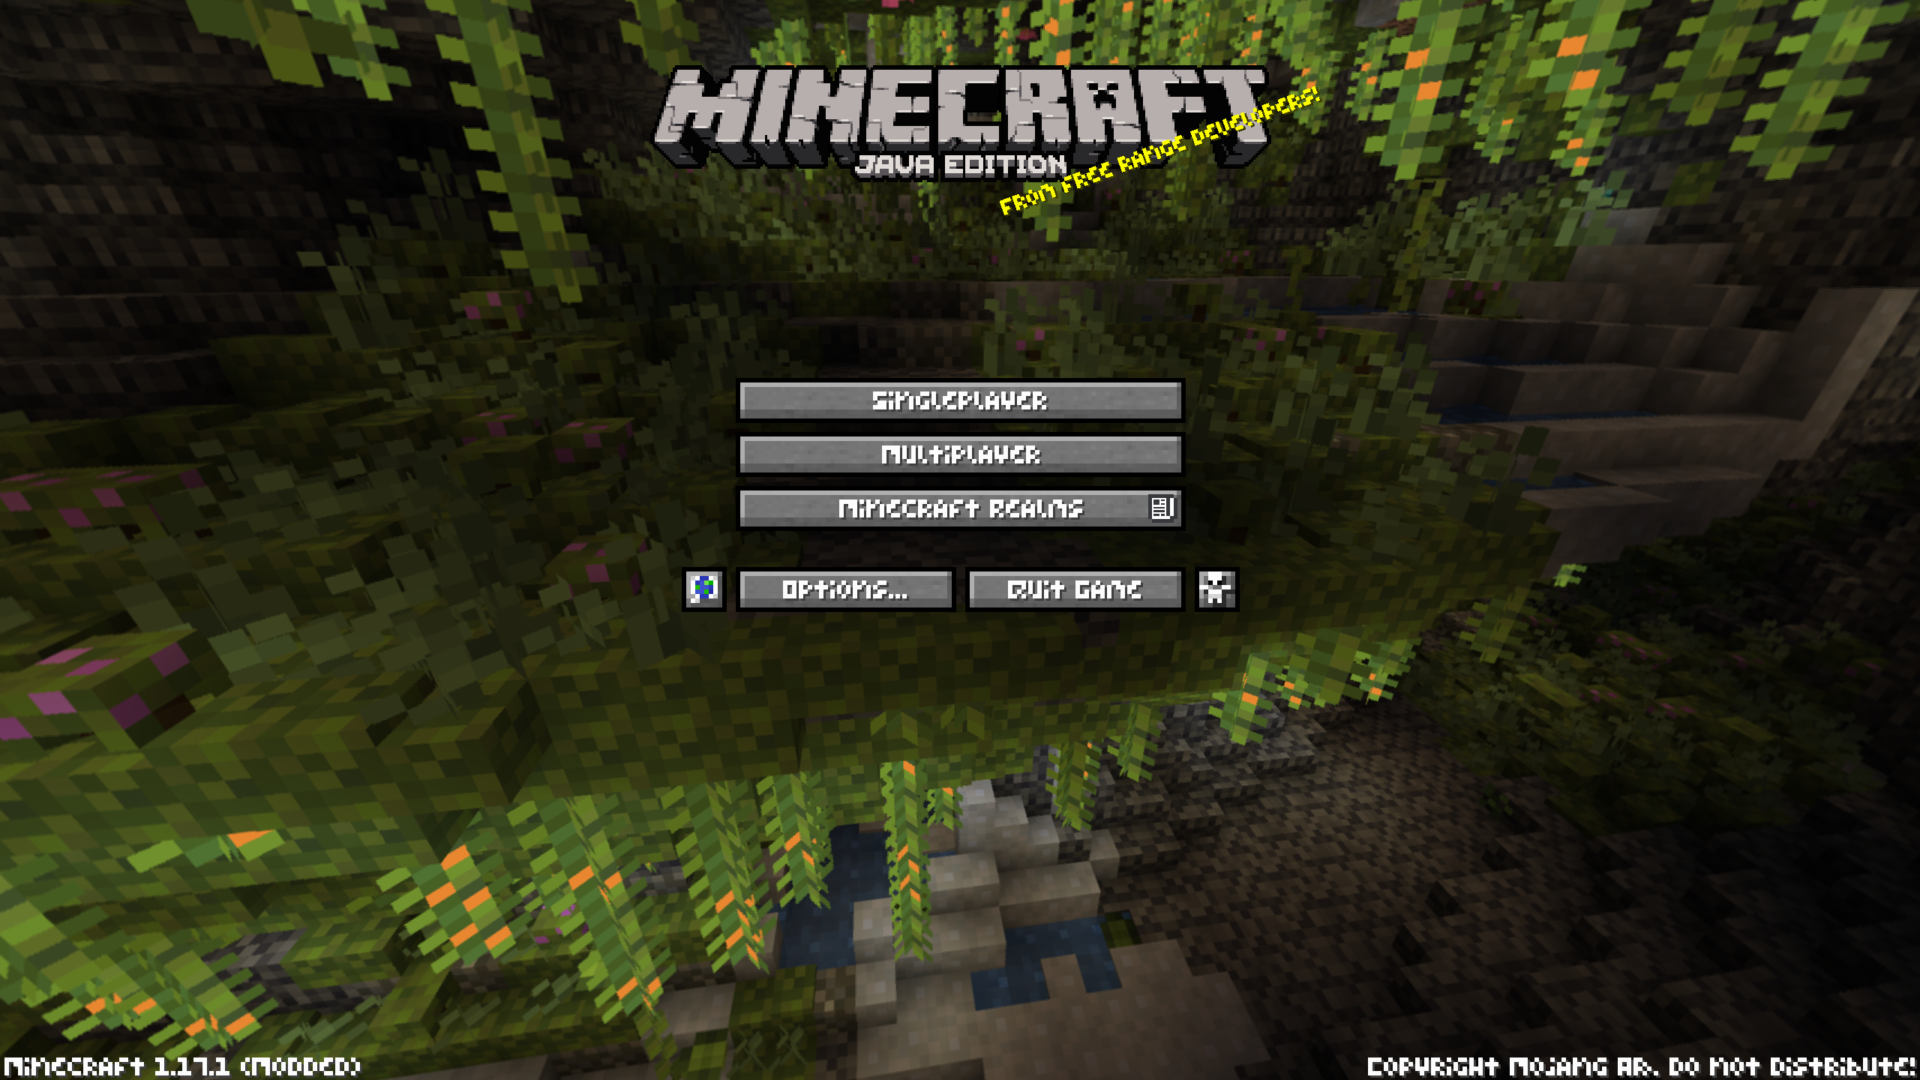 MINECRAFT
JAVA EDITION
FROM FREE RANGE DEVELOPERS!
SINGLEPLAYER
MULTIPLAYER
MINECRAFT REALMS
OPTIONS...
QUIT GAME
MINECRAFT 1.17.1 (MODDED)
COPYRIGHT MOJANG AB. DO NOT DISTRIBUTE!